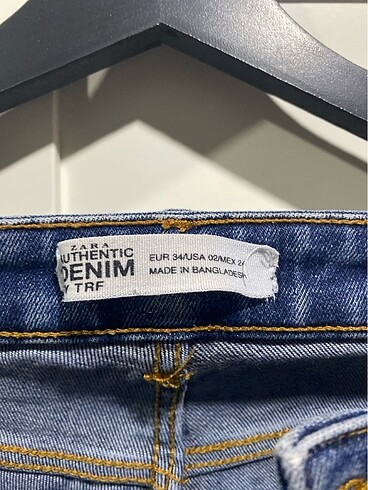 ZARA
AUTHENTIC
DENIM
Y TRF
EUR 34/USA 02/MEX 24
MADE IN BANGLADESH